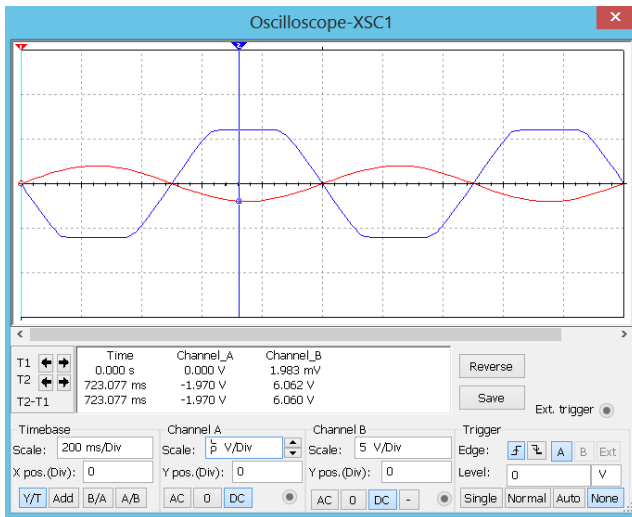 Oscilloscope-XSC1
1
2
T1
T2
T2-T1
Time Channel_A Channel_B
0.000 s 0.000 V 1.983 mV
723.077 ms -1.970 V 6.062 V
723.077 ms -1.970 V 6.060 V
Reverse
Save
Ext. trigger
Timebase
Scale: 200 ms/Div
X pos.(Div): 0
Y/T Add B/A A/B
Channel A
Scale: V/Div
Y pos.(Div): 0
AC 0 DC
Channel B
Scale: 5 V/Div
Y pos.(Div): 0
AC 0 DC -
Trigger
Edge: A B Ext
Level: 0 V
Single Normal Auto None